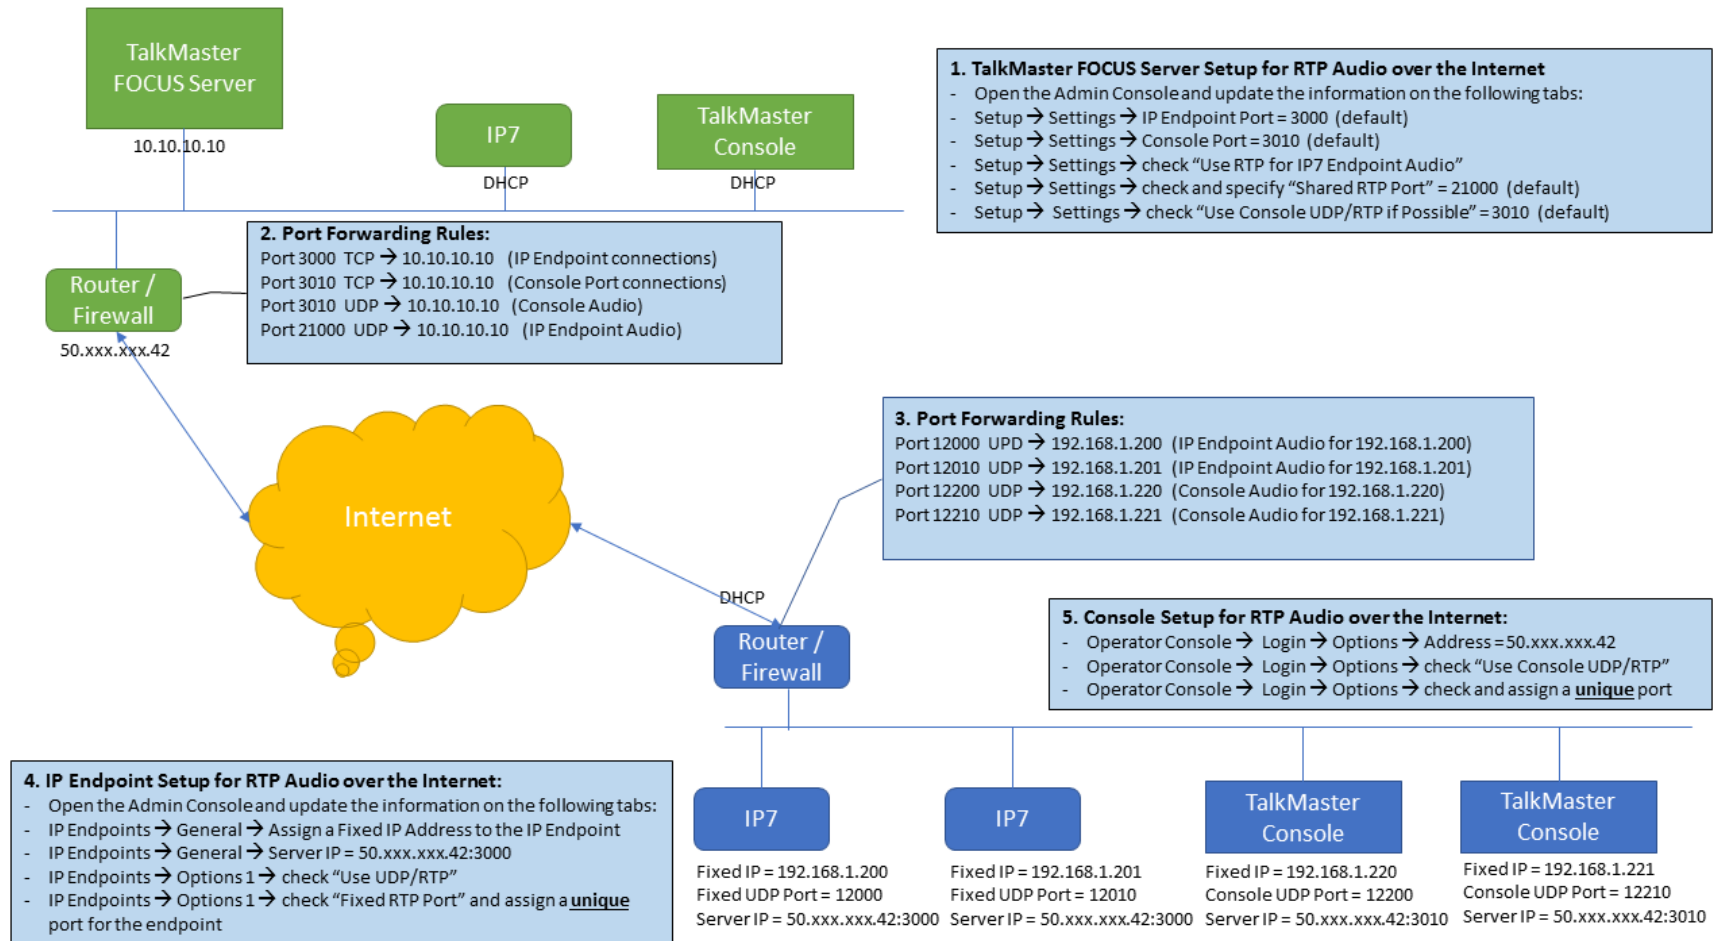 TalkMaster
FOCUS Server
10.10.10.10
IP7
DHCP
TalkMaster
Console
DHCP
1. TalkMaster FOCUS Server Setup for RTP Audio over the Internet
- Open the Admin Console and update the information on the following tabs:
- Setup → Settings → IP Endpoint Port = 3000 (default)
- Setup → Settings → Console Port = 3010 (default)
- Setup → Settings → check “Use RTP for IP7 Endpoint Audio”
- Setup → Settings → check and specify “Shared RTP Port” = 21000 (default)
- Setup → Settings → check “Use Console UDP/RTP if Possible” = 3010 (default)
Router /
Firewall
50.xxx.xxx.42
2. Port Forwarding Rules:
Port 3000 TCP → 10.10.10.10 (IP Endpoint connections)
Port 3010 TCP → 10.10.10.10 (Console Port connections)
Port 3010 UDP → 10.10.10.10 (Console Audio)
Port 21000 UDP → 10.10.10.10 (IP Endpoint Audio)
Internet
3. Port Forwarding Rules:
Port 12000 UPD → 192.168.1.200 (IP Endpoint Audio for 192.168.1.200)
Port 12010 UDP → 192.168.1.201 (IP Endpoint Audio for 192.168.1.201)
Port 12200 UDP → 192.168.1.220 (Console Audio for 192.168.1.220)
Port 12210 UDP → 192.168.1.221 (Console Audio for 192.168.1.221)
DHCP
Router /
Firewall
5. Console Setup for RTP Audio over the Internet:
- Operator Console → Login → Options → Address = 50.xxx.xxx.42
- Operator Console → Login → Options → check “Use Console UDP/RTP”
- Operator Console → Login → Options → check and assign a unique port
4. IP Endpoint Setup for RTP Audio over the Internet:
- Open the Admin Console and update the information on the following tabs:
- IP Endpoints → General → Assign a Fixed IP Address to the IP Endpoint
- IP Endpoints → General → Server IP = 50.xxx.xxx.42:3000
- IP Endpoints → Options 1 → check “Use UDP/RTP”
- IP Endpoints → Options 1 → check “Fixed RTP Port” and assign a unique
port for the endpoint
IP7
Fixed IP = 192.168.1.200
Fixed UDP Port = 12000
Server IP = 50.xxx.xxx.42:3000
IP7
Fixed IP = 192.168.1.201
Fixed UDP Port = 12010
Server IP = 50.xxx.xxx.42:3000
TalkMaster
Console
Fixed IP = 192.168.1.220
Console UDP Port = 12200
Server IP = 50.xxx.xxx.42:3010
TalkMaster
Console
Fixed IP = 192.168.1.221
Console UDP Port = 12210
Server IP = 50.xxx.xxx.42:3010